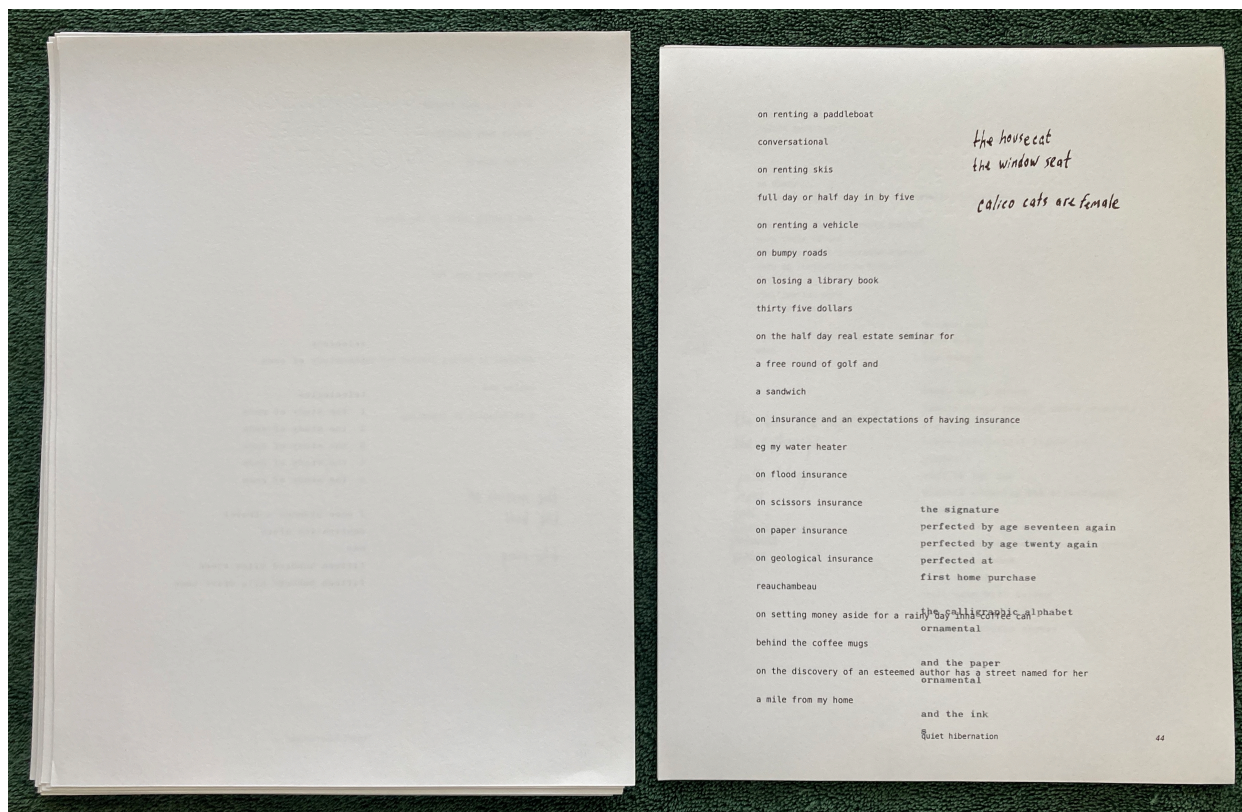 on renting a paddleboat
conversational
on renting skis
full day or half day in by five
on renting a vehicle
on bumpy roads
on losing a library book
thirty five dollars
on the half day real estate seminar for
a free round of golf and
a sandwich
on insurance and an expectations of having insurance
eg my water heater
on flood insurance
on scissors insurance
on paper insurance
on geological insurance
reauchambeau
on setting money aside for a rainy day inna coffee can
behind the coffee mugs
on the discovery of an esteemed author has a street named for her
a mile from my home
the housecat
the window seat
calico cats are female
the signature
perfected by age seventeen again
perfected by age twenty again
perfected at
first home purchase
the calligraphic alphabet
ornamental
and the paper
ornamental
and the ink
quiet hibernation
44